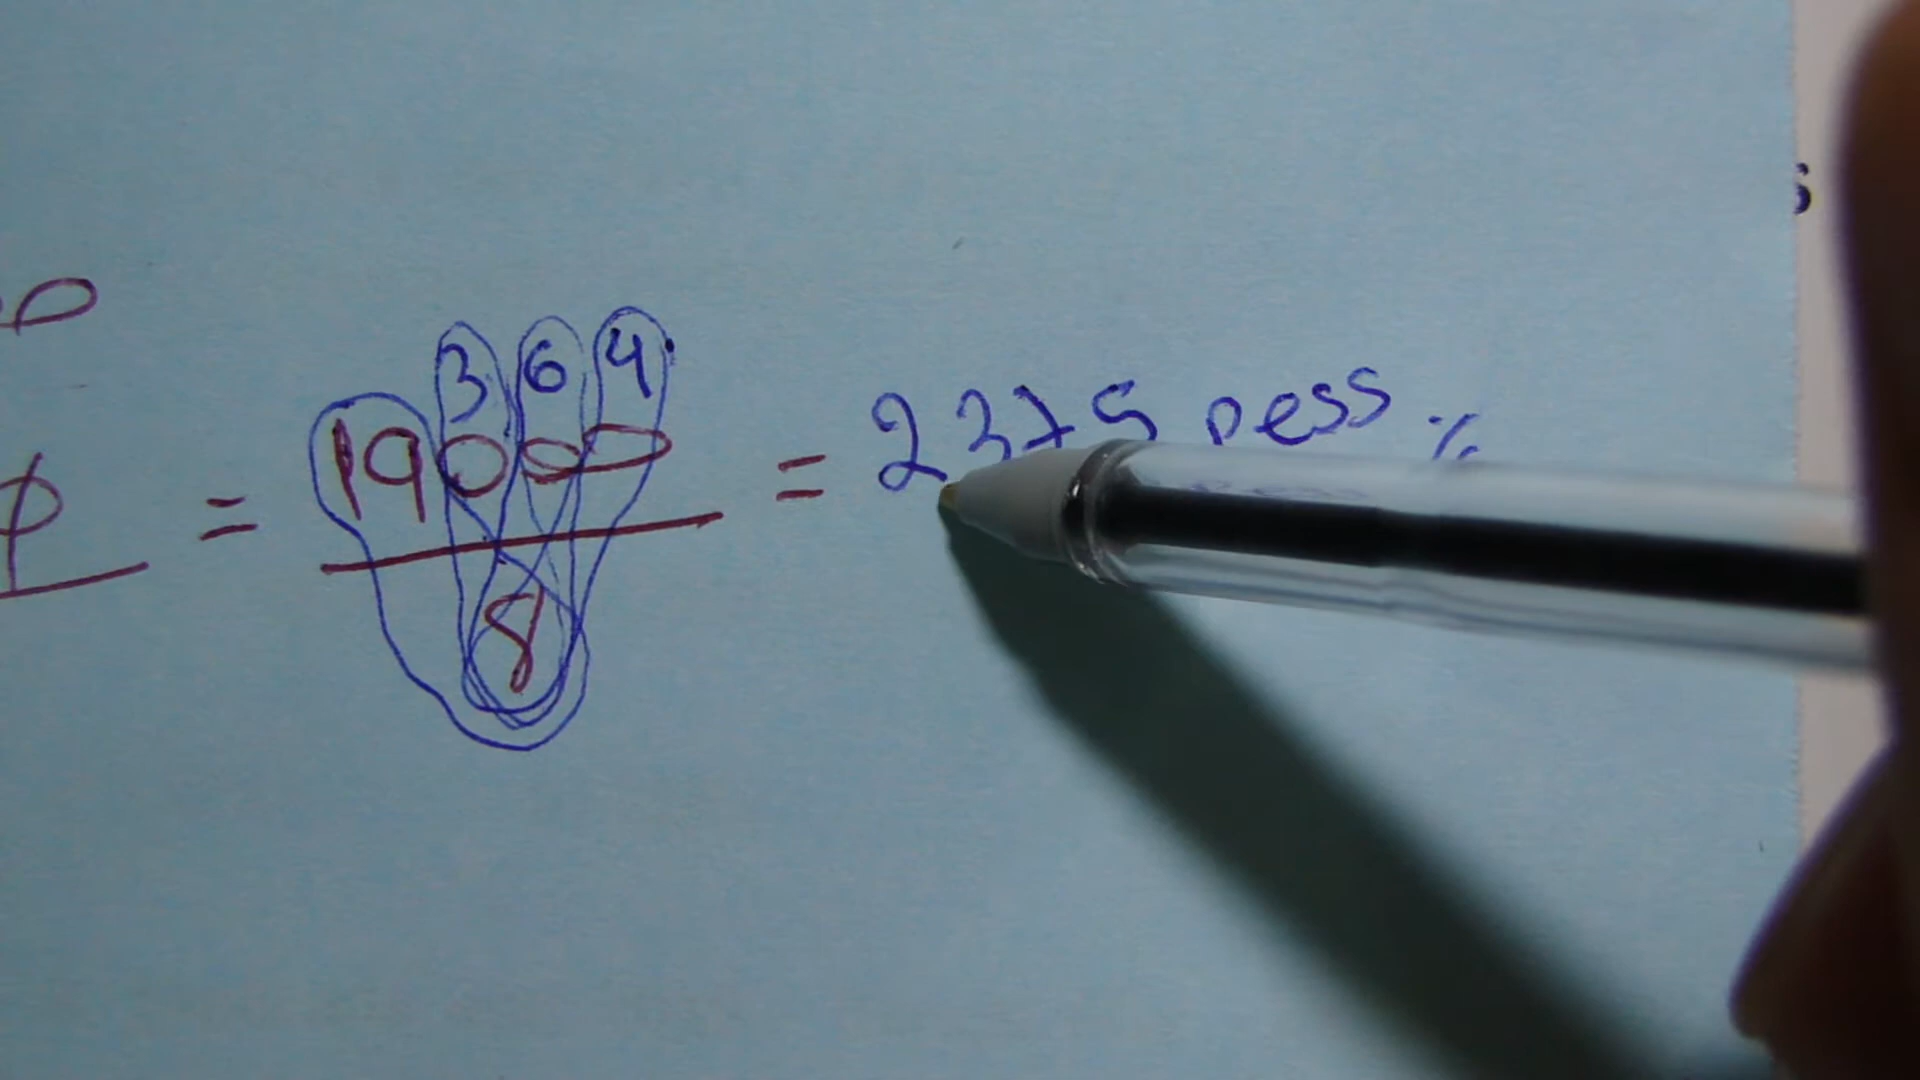 3 6 4
= 19000 = 2375 pess %
8